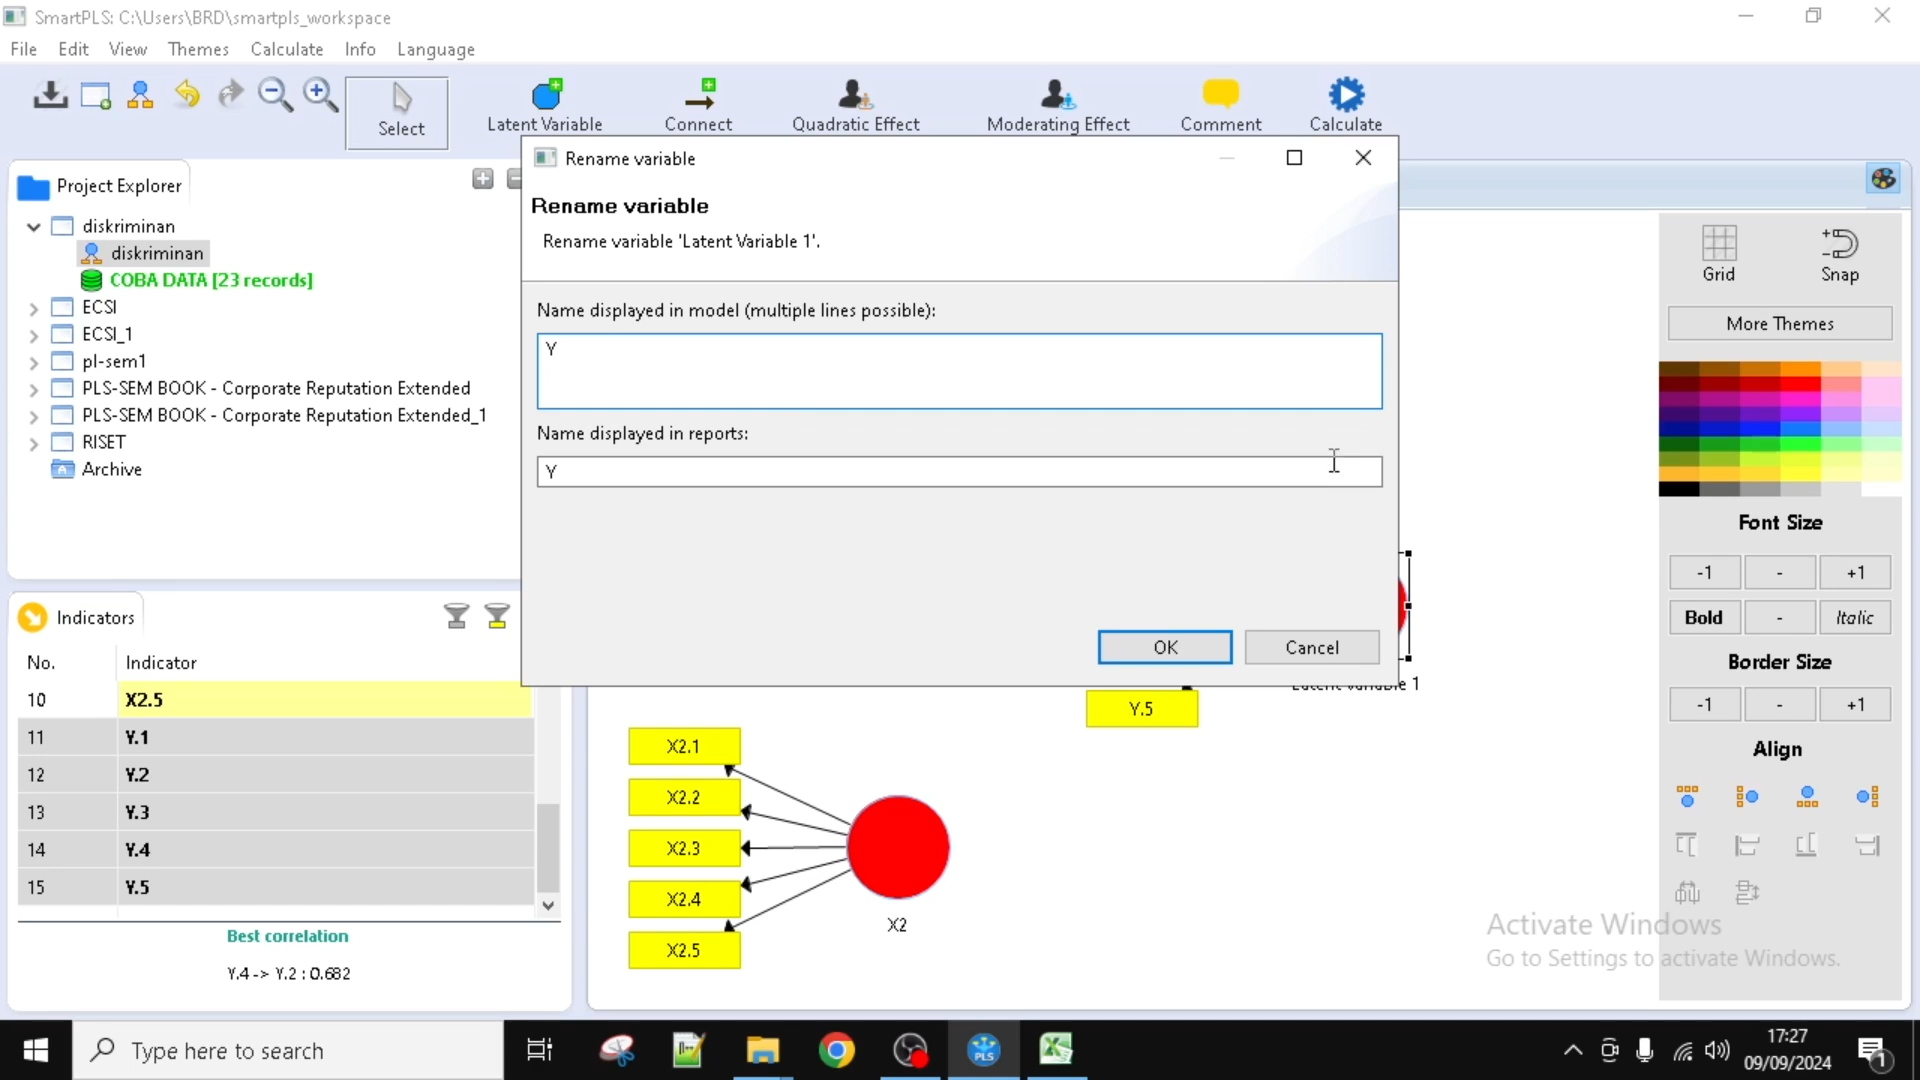 SmartPLS: C:\Users\BRD\smartpls_workspace
File Edit View Themes Calculate Info Language
Select
Latent Variable
Connect
Quadratic Effect
Moderating Effect
Comment
Calculate
Project Explorer
diskriminan
diskriminan
COBA DATA [23 records]
ECSI
ECSI_1
pl-sem1
PLS-SEM BOOK - Corporate Reputation Extended
PLS-SEM BOOK - Corporate Reputation Extended_1
RISET
Archive
Rename variable
Rename variable
Rename variable 'Latent Variable 1'.
Name displayed in model (multiple lines possible):
Y
Name displayed in reports:
Y
OK
Cancel
Indicators
No. Indicator
10 X2.5
11 Y.1
12 Y.2
13 Y.3
14 Y.4
15 Y.5
Best correlation
Y.4 -> Y.2 : 0.682
Latent Variable 1
Y.5
X2.1
X2.2
X2.3
X2.4
X2.5
X2
Grid
Snap
More Themes
Font Size
-1 - +1
Bold - Italic
Border Size
-1 - +1
Align
Activate Windows
Go to Settings to activate Windows.
Type here to search
PLS
17:27
09/09/2024
1